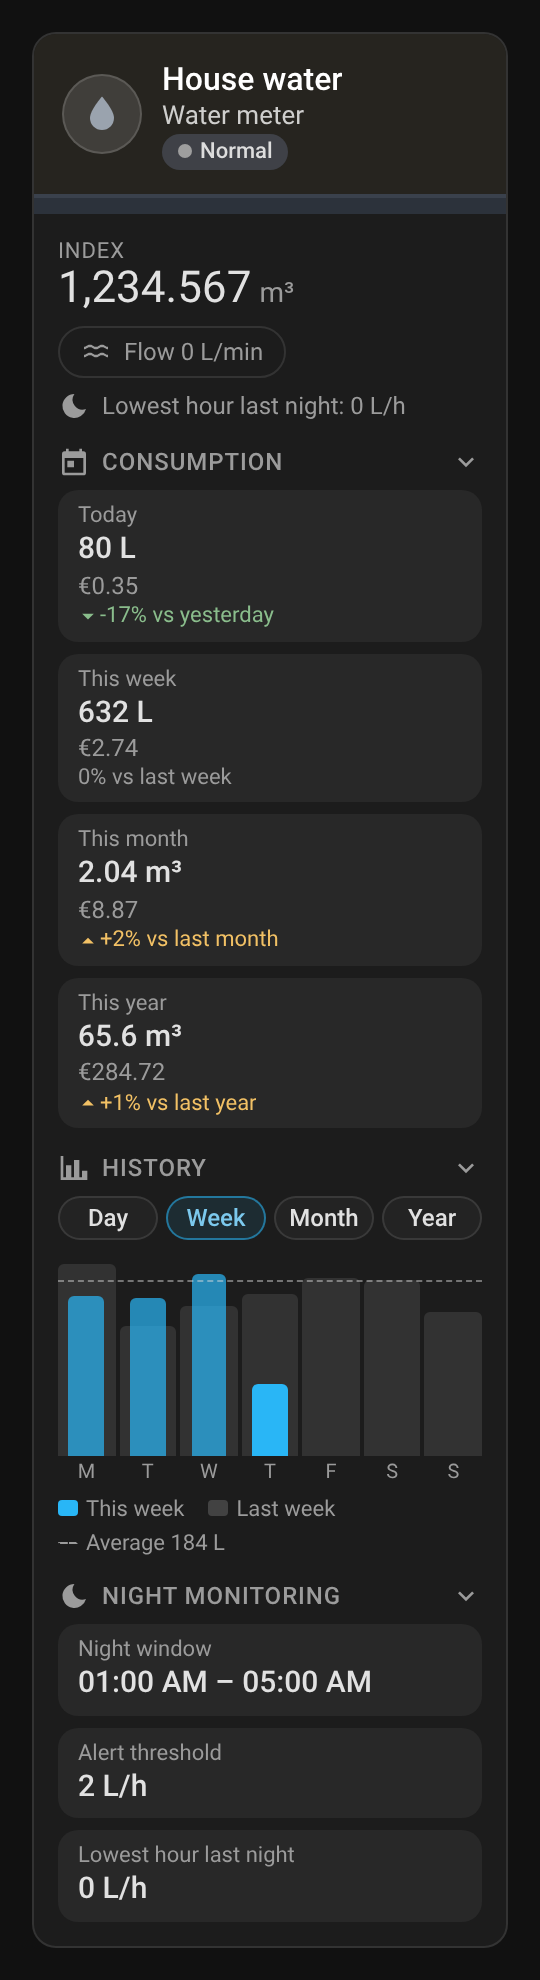 House water
Water meter
Normal
INDEX
1,234.567 m³
Flow 0 L/min
Lowest hour last night: 0 L/h
CONSUMPTION
Today
80 L
€0.35
-17% vs yesterday
This week
632 L
€2.74
0% vs last week
This month
2.04 m³
€8.87
+2% vs last month
This year
65.6 m³
€284.72
+1% vs last year
HISTORY
Day Week Month Year
M T W T F S S
This week Last week
Average 184 L
NIGHT MONITORING
Night window
01:00 AM – 05:00 AM
Alert threshold
2 L/h
Lowest hour last night
0 L/h